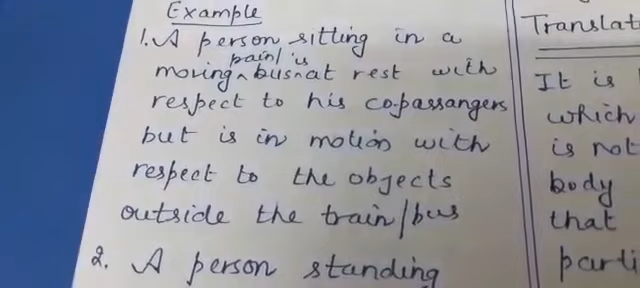 Example
1. A person sitting in a
pain/ is
moving ^ bus ^ at rest with
respect to his co-passangers
but is in motion with
respect to the objects
outside the train/bus
2. A person standing
Translat
It is
which
is not
body
that
parti